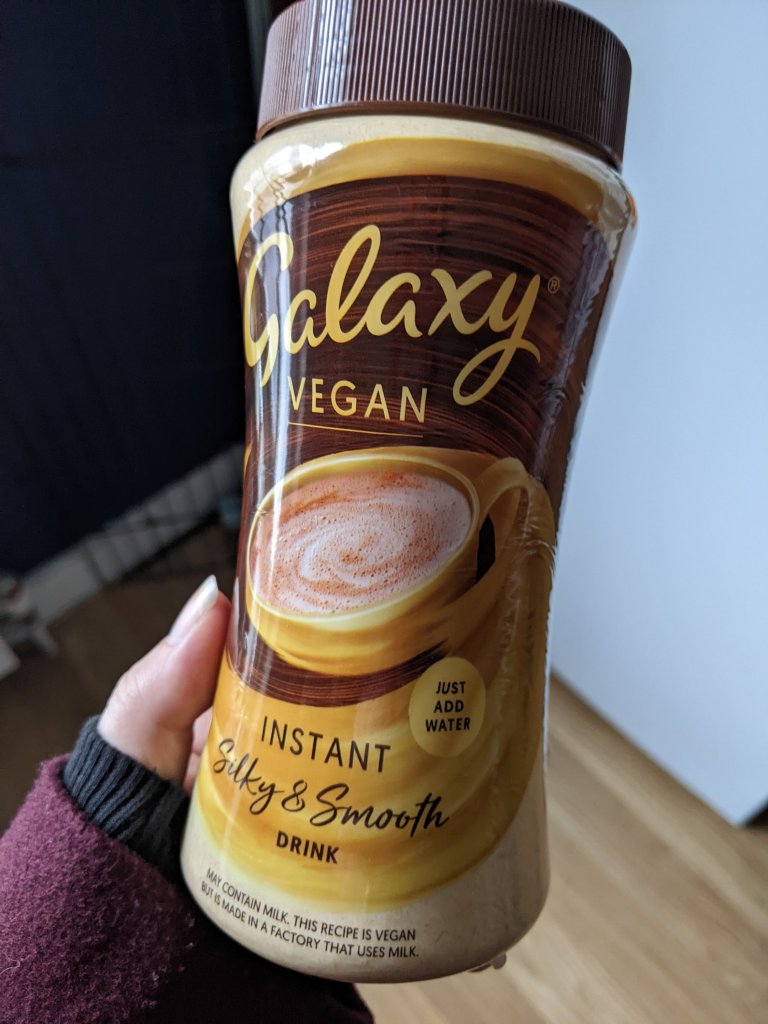 Galaxy®
VEGAN
JUST
ADD
WATER
INSTANT
Silky & Smooth
DRINK
MAY CONTAIN MILK. THIS RECIPE IS VEGAN
BUT IS MADE IN A FACTORY THAT USES MILK.